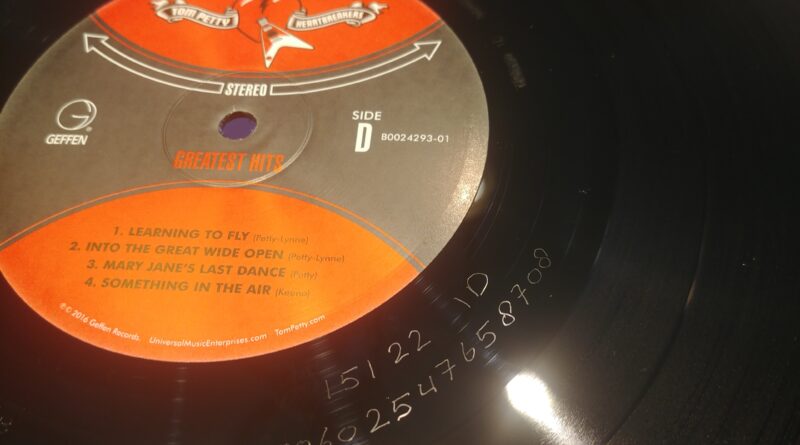 TOM PETTY
HEARTBREAKERS
STEREO
GEFFEN
SIDE
D
B0024293-01
GREATEST HITS
1. LEARNING TO FLY (Petty-Lynne)
2. INTO THE GREAT WIDE OPEN (Petty-Lynne)
3. MARY JANE'S LAST DANCE (Petty)
4. SOMETHING IN THE AIR (Keene)
℗ © 2016 Geffen Records. UniversalMusicEnterprises.com TomPetty.com
15122 1D
602547658708